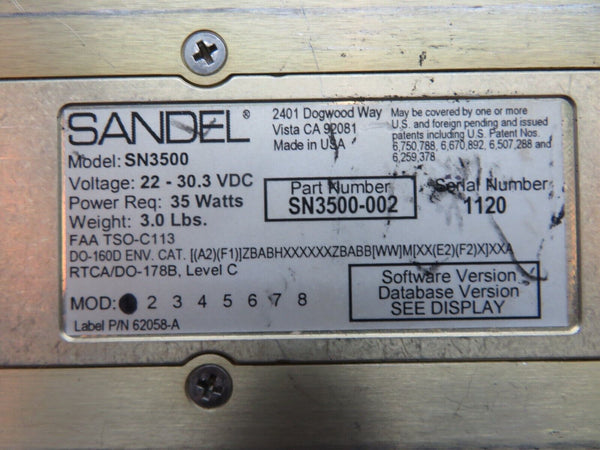 SANDEL®
2401 Dogwood Way
Vista CA 92081
Made in USA
May be covered by one or more
U.S. and foreign pending and issued
patents including U.S. Patent Nos.
6,750,788, 6,670,892, 6,507,288 and
6,259,378
Model: SN3500
Voltage: 22 - 30.3 VDC
Power Req: 35 Watts
Weight: 3.0 Lbs.
Part Number
SN3500-002
Serial Number
1120
FAA TSO-C113
DO-160D ENV. CAT. [(A2)(F1)]ZBABHXXXXXXZBABB[WW]M[XX(E2)(F2)X]XXA
RTCA/DO-178B, Level C
MOD: 2 3 4 5 6 7 8
Software Version
Database Version
SEE DISPLAY
Label P/N 62058-A